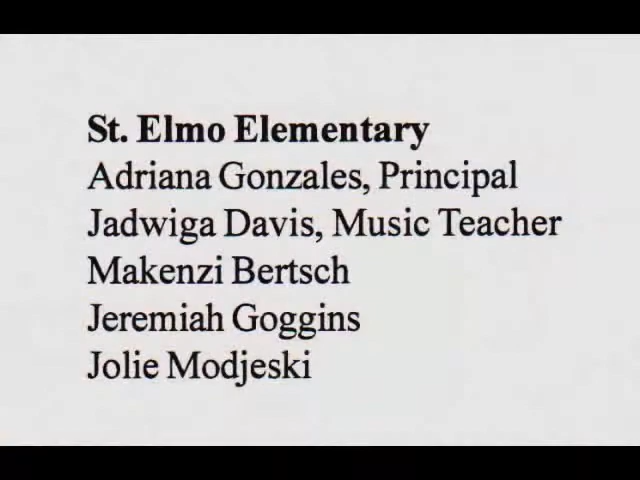 St. Elmo Elementary
Adriana Gonzales, Principal
Jadwiga Davis, Music Teacher
Makenzi Bertsch
Jeremiah Goggins
Jolie Modjeski